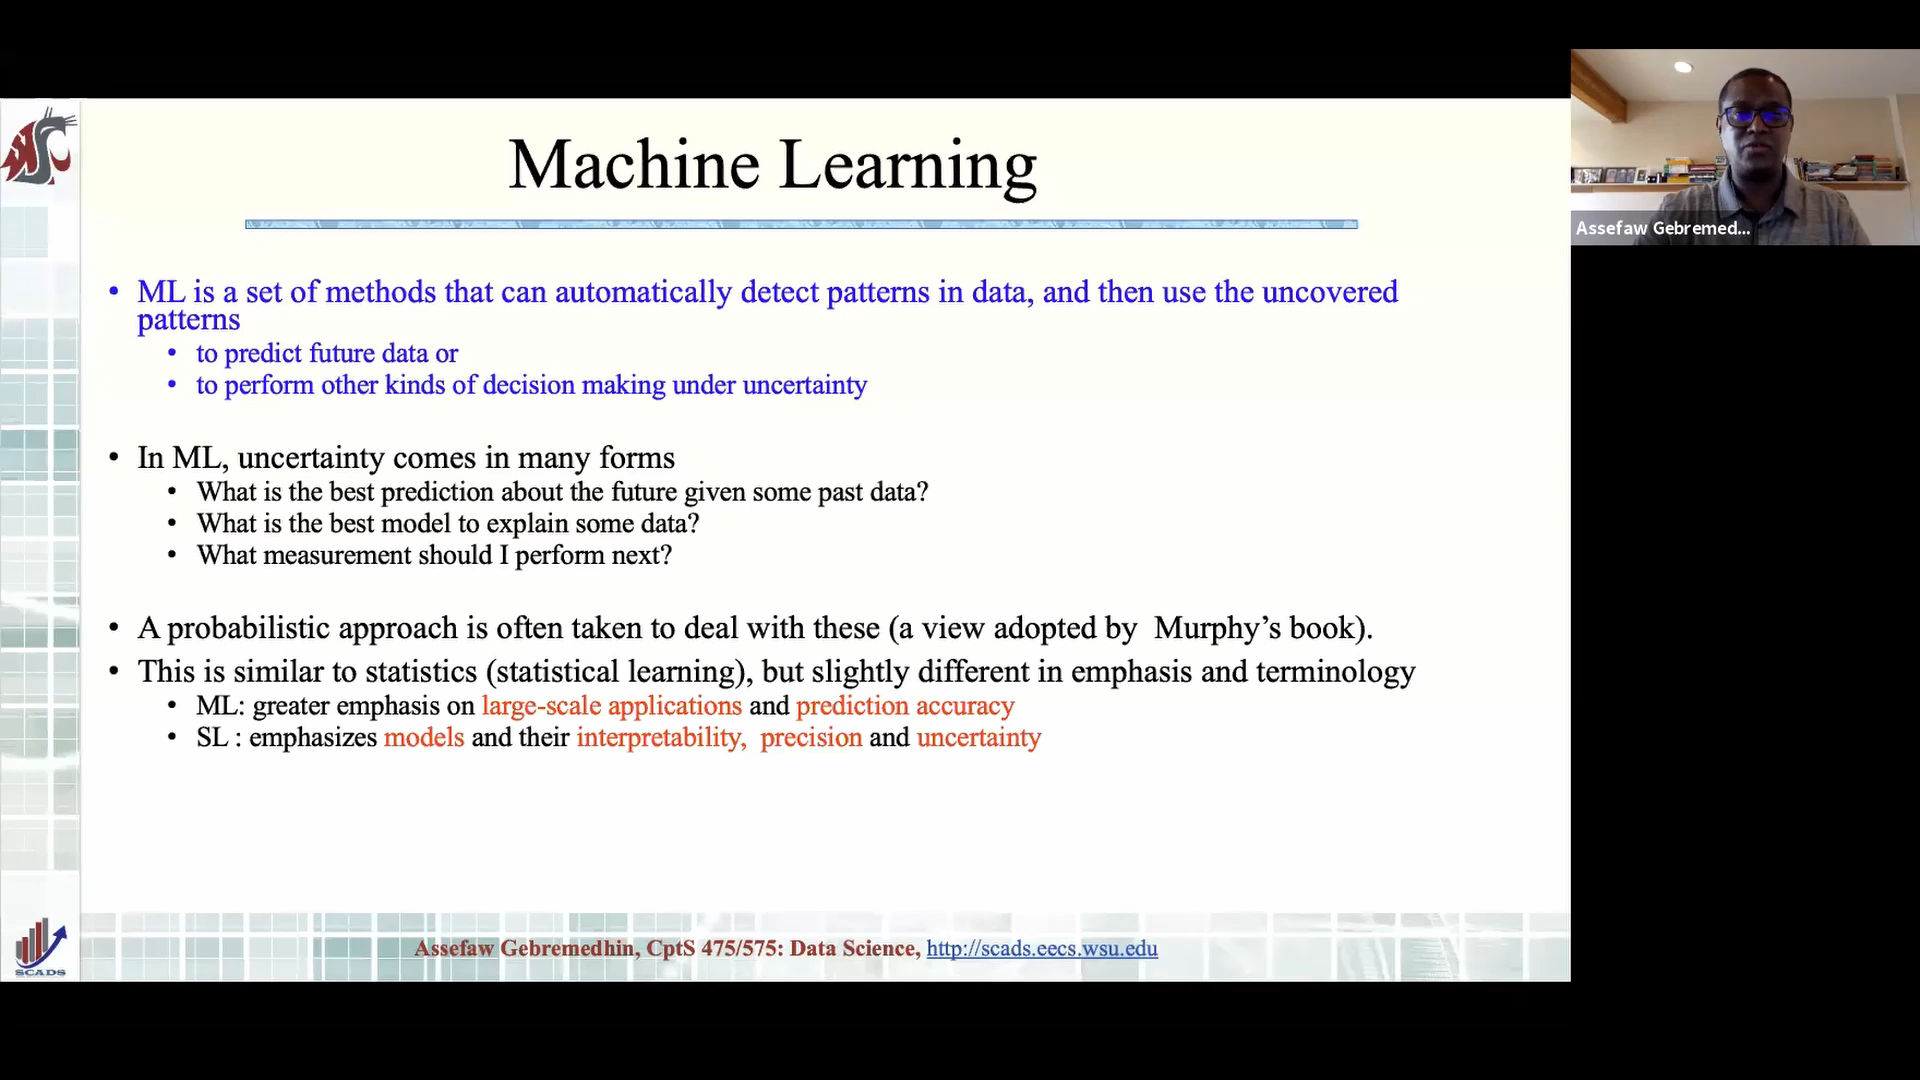 Machine Learning
Assefaw Gebremed...
• ML is a set of methods that can automatically detect patterns in data, and then use the uncovered
patterns
• to predict future data or
• to perform other kinds of decision making under uncertainty
• In ML, uncertainty comes in many forms
• What is the best prediction about the future given some past data?
• What is the best model to explain some data?
• What measurement should I perform next?
• A probabilistic approach is often taken to deal with these (a view adopted by  Murphy’s book).
• This is similar to statistics (statistical learning), but slightly different in emphasis and terminology
• ML: greater emphasis on large-scale applications and prediction accuracy
• SL : emphasizes models and their interpretability,  precision and uncertainty
SCADS
Assefaw Gebremedhin, CptS 475/575: Data Science, http://scads.eecs.wsu.edu